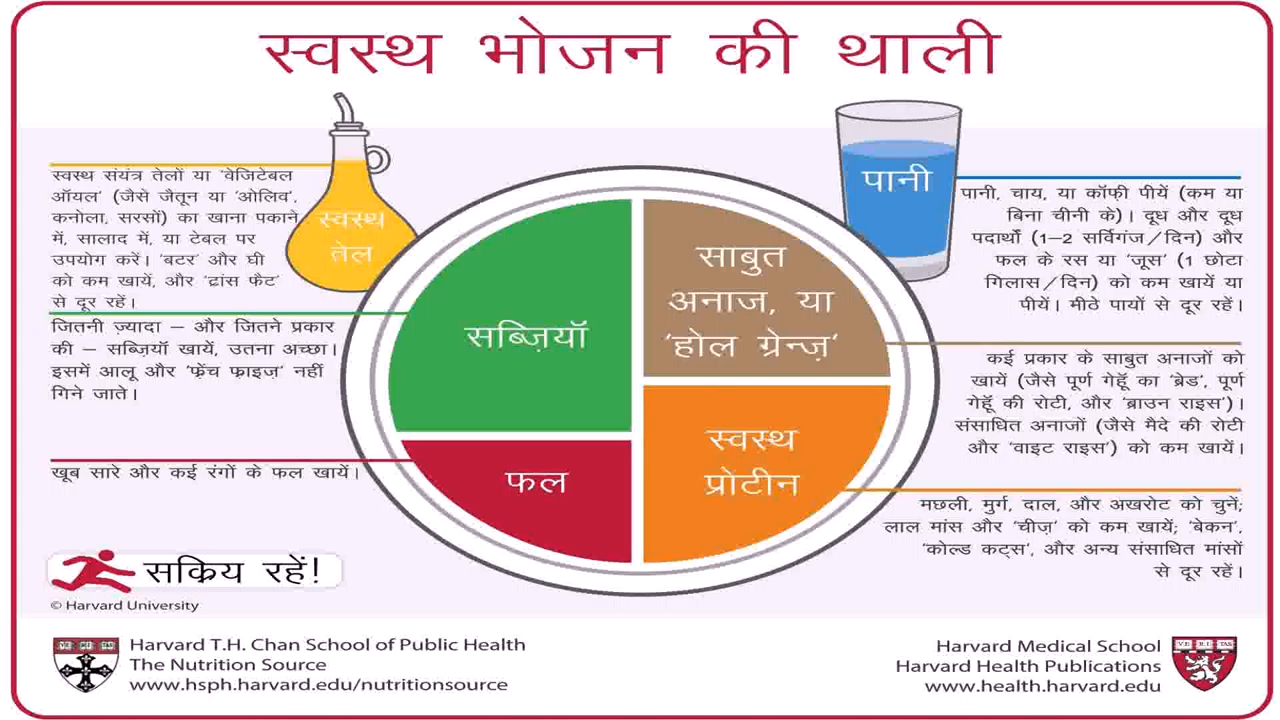 स्वस्थ भोजन की थाली
स्वस्थ संयंत्र तेलों या 'वेजिटेबल
ऑयल' (जैसे जैतून या 'ओलिव',
कनोला, सरसों) का खाना पकाने
में, सालाद में, या टेबल पर
उपयोग करें। 'बटर' और घी
को कम खायें, और 'ट्रांस फैट'
से दूर रहें।
स्वस्थ
तेल
पानी
पानी, चाय, या कॉफ़ी पीयें (कम या
बिना चीनी के)। दूध और दूध
पदार्थों (1–2 सर्विगंज/दिन) और
फल के रस या 'जूस' (1 छोटा
गिलास/दिन) को कम खायें या
पीयें। मीठे पायों से दूर रहें।
जितनी ज़्यादा – और जितने प्रकार
की – सब्ज़ियाँ खायें, उतना अच्छा।
इसमें आलू और 'फ़्रेंच फ्राइज़' नहीं
गिने जाते।
सब्ज़ियाँ
साबुत
अनाज, या
'होल ग्रेन्ज़'
कई प्रकार के साबुत अनाजों को
खायें (जैसे पूर्ण गेहूँ का 'ब्रेड', पूर्ण
गेहूँ की रोटी, और 'ब्राउन राइस')।
संसाधित अनाजों (जैसे मैदे की रोटी
और 'वाइट राइस') को कम खायें।
खूब सारे और कई रंगों के फल खायें।
फल
स्वस्थ
प्रोटीन
मछली, मुर्ग, दाल, और अखरोट को चुनें;
लाल मांस और 'चीज़' को कम खायें; 'बेकन',
'कोल्ड कट्स', और अन्य संसाधित मांसों
से दूर रहें।
सक्रिय रहें!
© Harvard University
Harvard T.H. Chan School of Public Health
The Nutrition Source
www.hsph.harvard.edu/nutritionsource
Harvard Medical School
Harvard Health Publications
www.health.harvard.edu
VE RI TAS